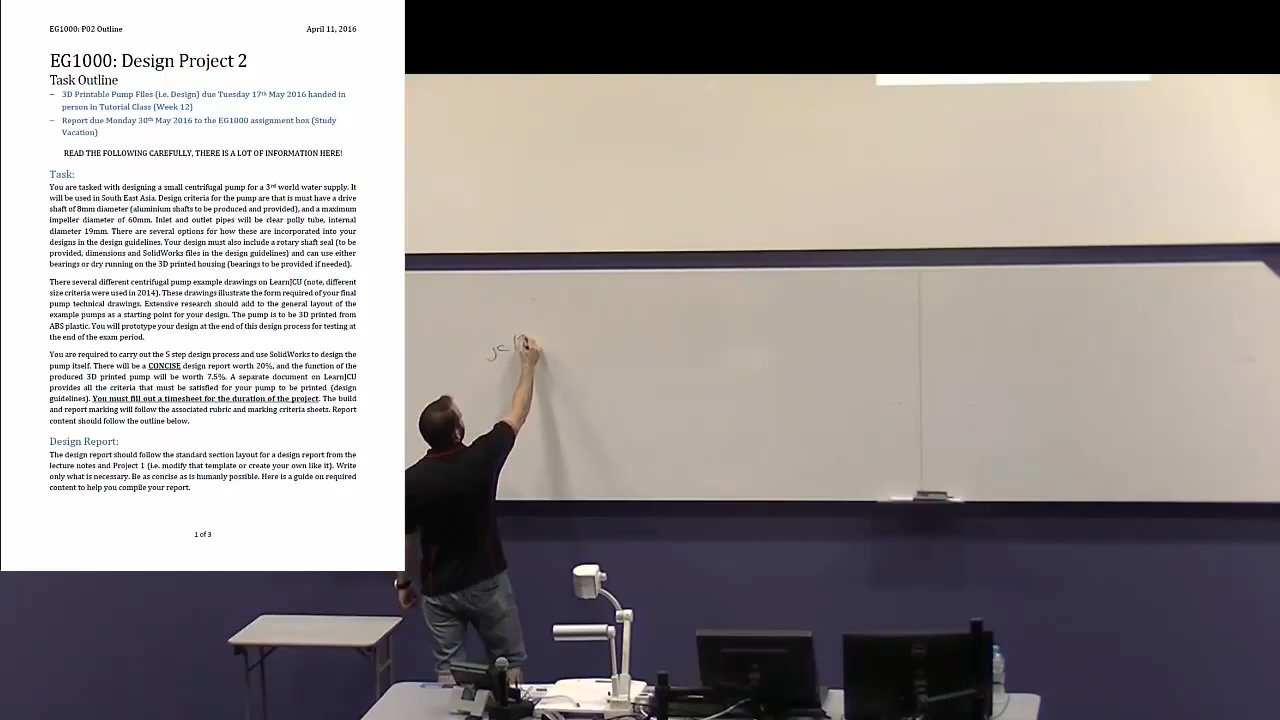 EG1000: P02 Outline April 11, 2016
EG1000: Design Project 2
Task Outline
– 3D Printable Pump Files (i.e. Design) due Tuesday 17th May 2016 handed in
person in Tutorial Class (Week 12)
– Report due Monday 30th May 2016 to the EG1000 assignment box (Study
Vacation)
READ THE FOLLOWING CAREFULLY, THERE IS A LOT OF INFORMATION HERE!
Task:
You are tasked with designing a small centrifugal pump for a 3rd world water supply. It
will be used in South East Asia. Design criteria for the pump are that is must have a drive
shaft of 8mm diameter (aluminium shafts to be produced and provided), and a maximum
impeller diameter of 60mm. Inlet and outlet pipes will be clear polly tube, internal
diameter 19mm. There are several options for how these are incorporated into your
designs in the design guidelines. Your design must also include a rotary shaft seal (to be
provided, dimensions and SolidWorks files in the design guidelines) and can use either
bearings or dry running on the 3D printed housing (bearings to be provided if needed).
There several different centrifugal pump example drawings on LearnJCU (note, different
size criteria were used in 2014). These drawings illustrate the form required of your final
pump technical drawings. Extensive research should add to the general layout of the
example pumps as a starting point for your design. The pump is to be 3D printed from
ABS plastic. You will prototype your design at the end of this design process for testing at
the end of the exam period.
You are required to carry out the 5 step design process and use SolidWorks to design the
pump itself. There will be a CONCISE design report worth 20%, and the function of the
produced 3D printed pump will be worth 7.5%. A separate document on LearnJCU
provides all the criteria that must be satisfied for your pump to be printed (design
guidelines). You must fill out a timesheet for the duration of the project. The build
and report marking will follow the associated rubric and marking criteria sheets. Report
content should follow the outline below.
Design Report:
The design report should follow the standard section layout for a design report from the
lecture notes and Project 1 (i.e. modify that template or create your own like it). Write
only what is necessary. Be as concise as is humanly possible. Here is a guide on required
content to help you compile your report.
1 of 3